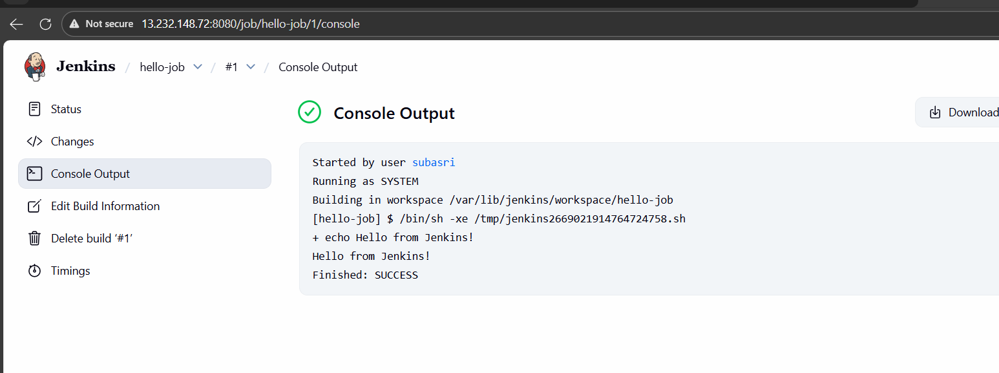 Not secure 13.232.148.72:8080/job/hello-job/1/console
Jenkins / hello-job / #1 / Console Output
Status
Changes
Console Output
Edit Build Information
Delete build ‘#1’
Timings
Console Output
Download
Started by user subasri
Running as SYSTEM
Building in workspace /var/lib/jenkins/workspace/hello-job
[hello-job] $ /bin/sh -xe /tmp/jenkins2669021914764724758.sh
+ echo Hello from Jenkins!
Hello from Jenkins!
Finished: SUCCESS